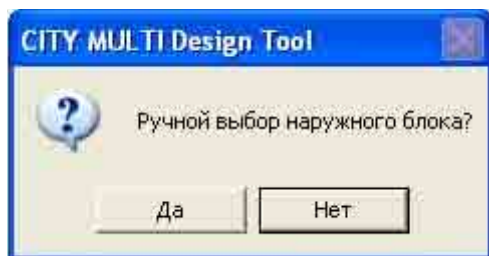 CITY MULTI Design Tool
Ручной выбор наружного блока?
Да
Нет